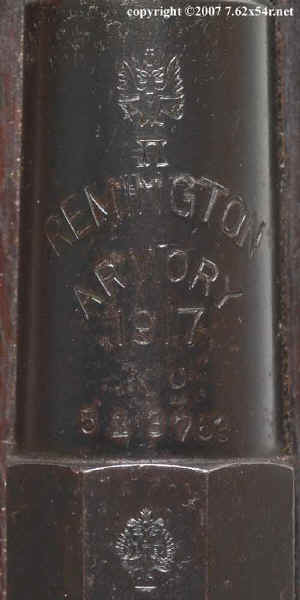 copyright ©2007 7.62x54r.net
П
REMINGTON
ARMORY
1917